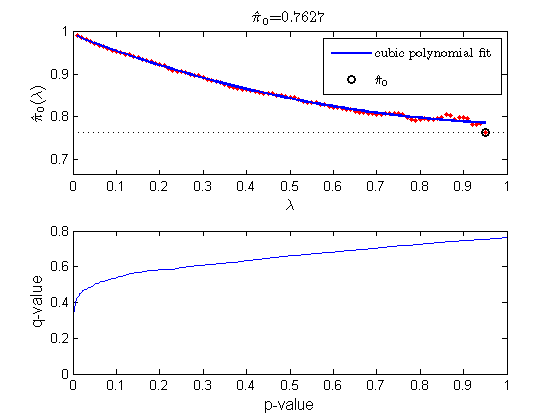 π̂₀=0.7627
1
0.9
0.8
0.7
π̂₀(λ)
cubic polynomial fit
π̂₀
0 0.1 0.2 0.3 0.4 0.5 0.6 0.7 0.8 0.9 1
λ
0.8
0.6
0.4
0.2
0
q-value
0 0.1 0.2 0.3 0.4 0.5 0.6 0.7 0.8 0.9 1
p-value